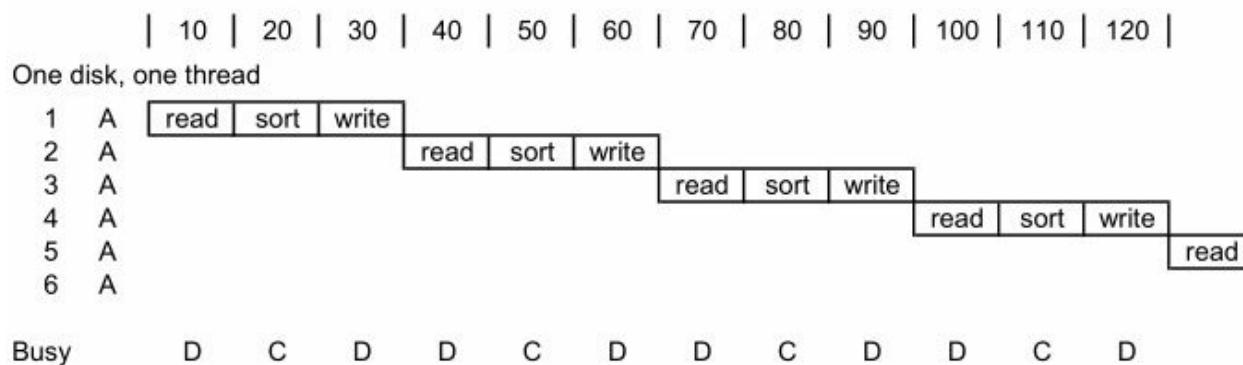 10 20 30 40 50 60 70 80 90 100 110 120
One disk, one thread
1 A read sort write
2 A read sort write
3 A read sort write
4 A read sort write
5 A read
6 A
Busy D C D D C D D C D D C D